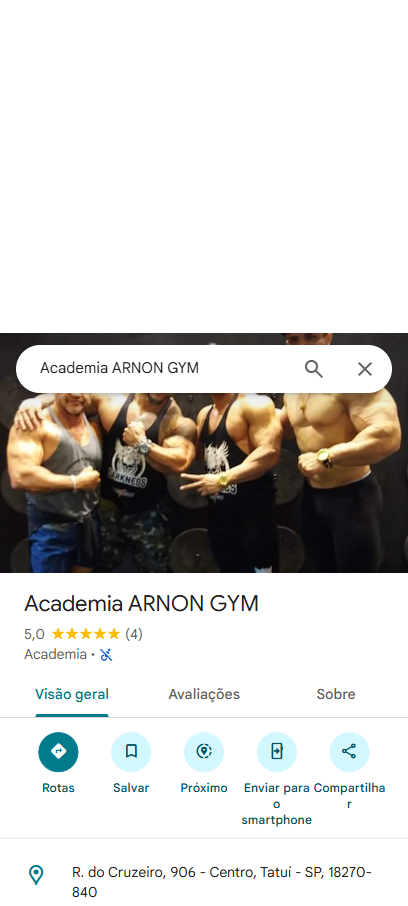 Academia ARNON GYM
DARKNESS
Academia ARNON GYM
5,0 (4)
Academia •
Visão geral
Avaliações
Sobre
Rotas
Salvar
Próximo
Enviar para
o
smartphone
Compartilha
r
R. do Cruzeiro, 906 - Centro, Tatuí - SP, 18270-
840